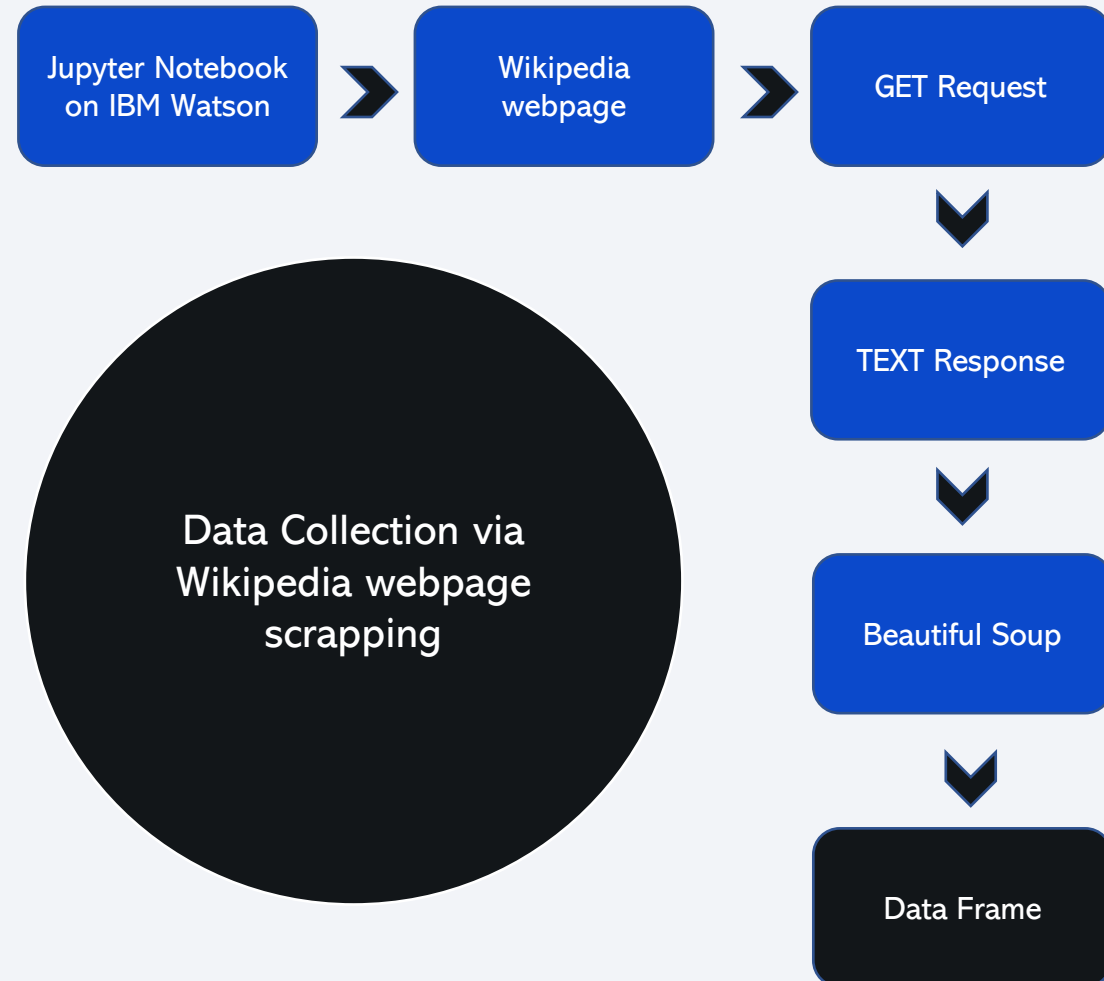 Jupyter Notebook
on IBM Watson
Wikipedia
webpage
GET Request
TEXT Response
Beautiful Soup
Data Frame
Data Collection via
Wikipedia webpage
scrapping